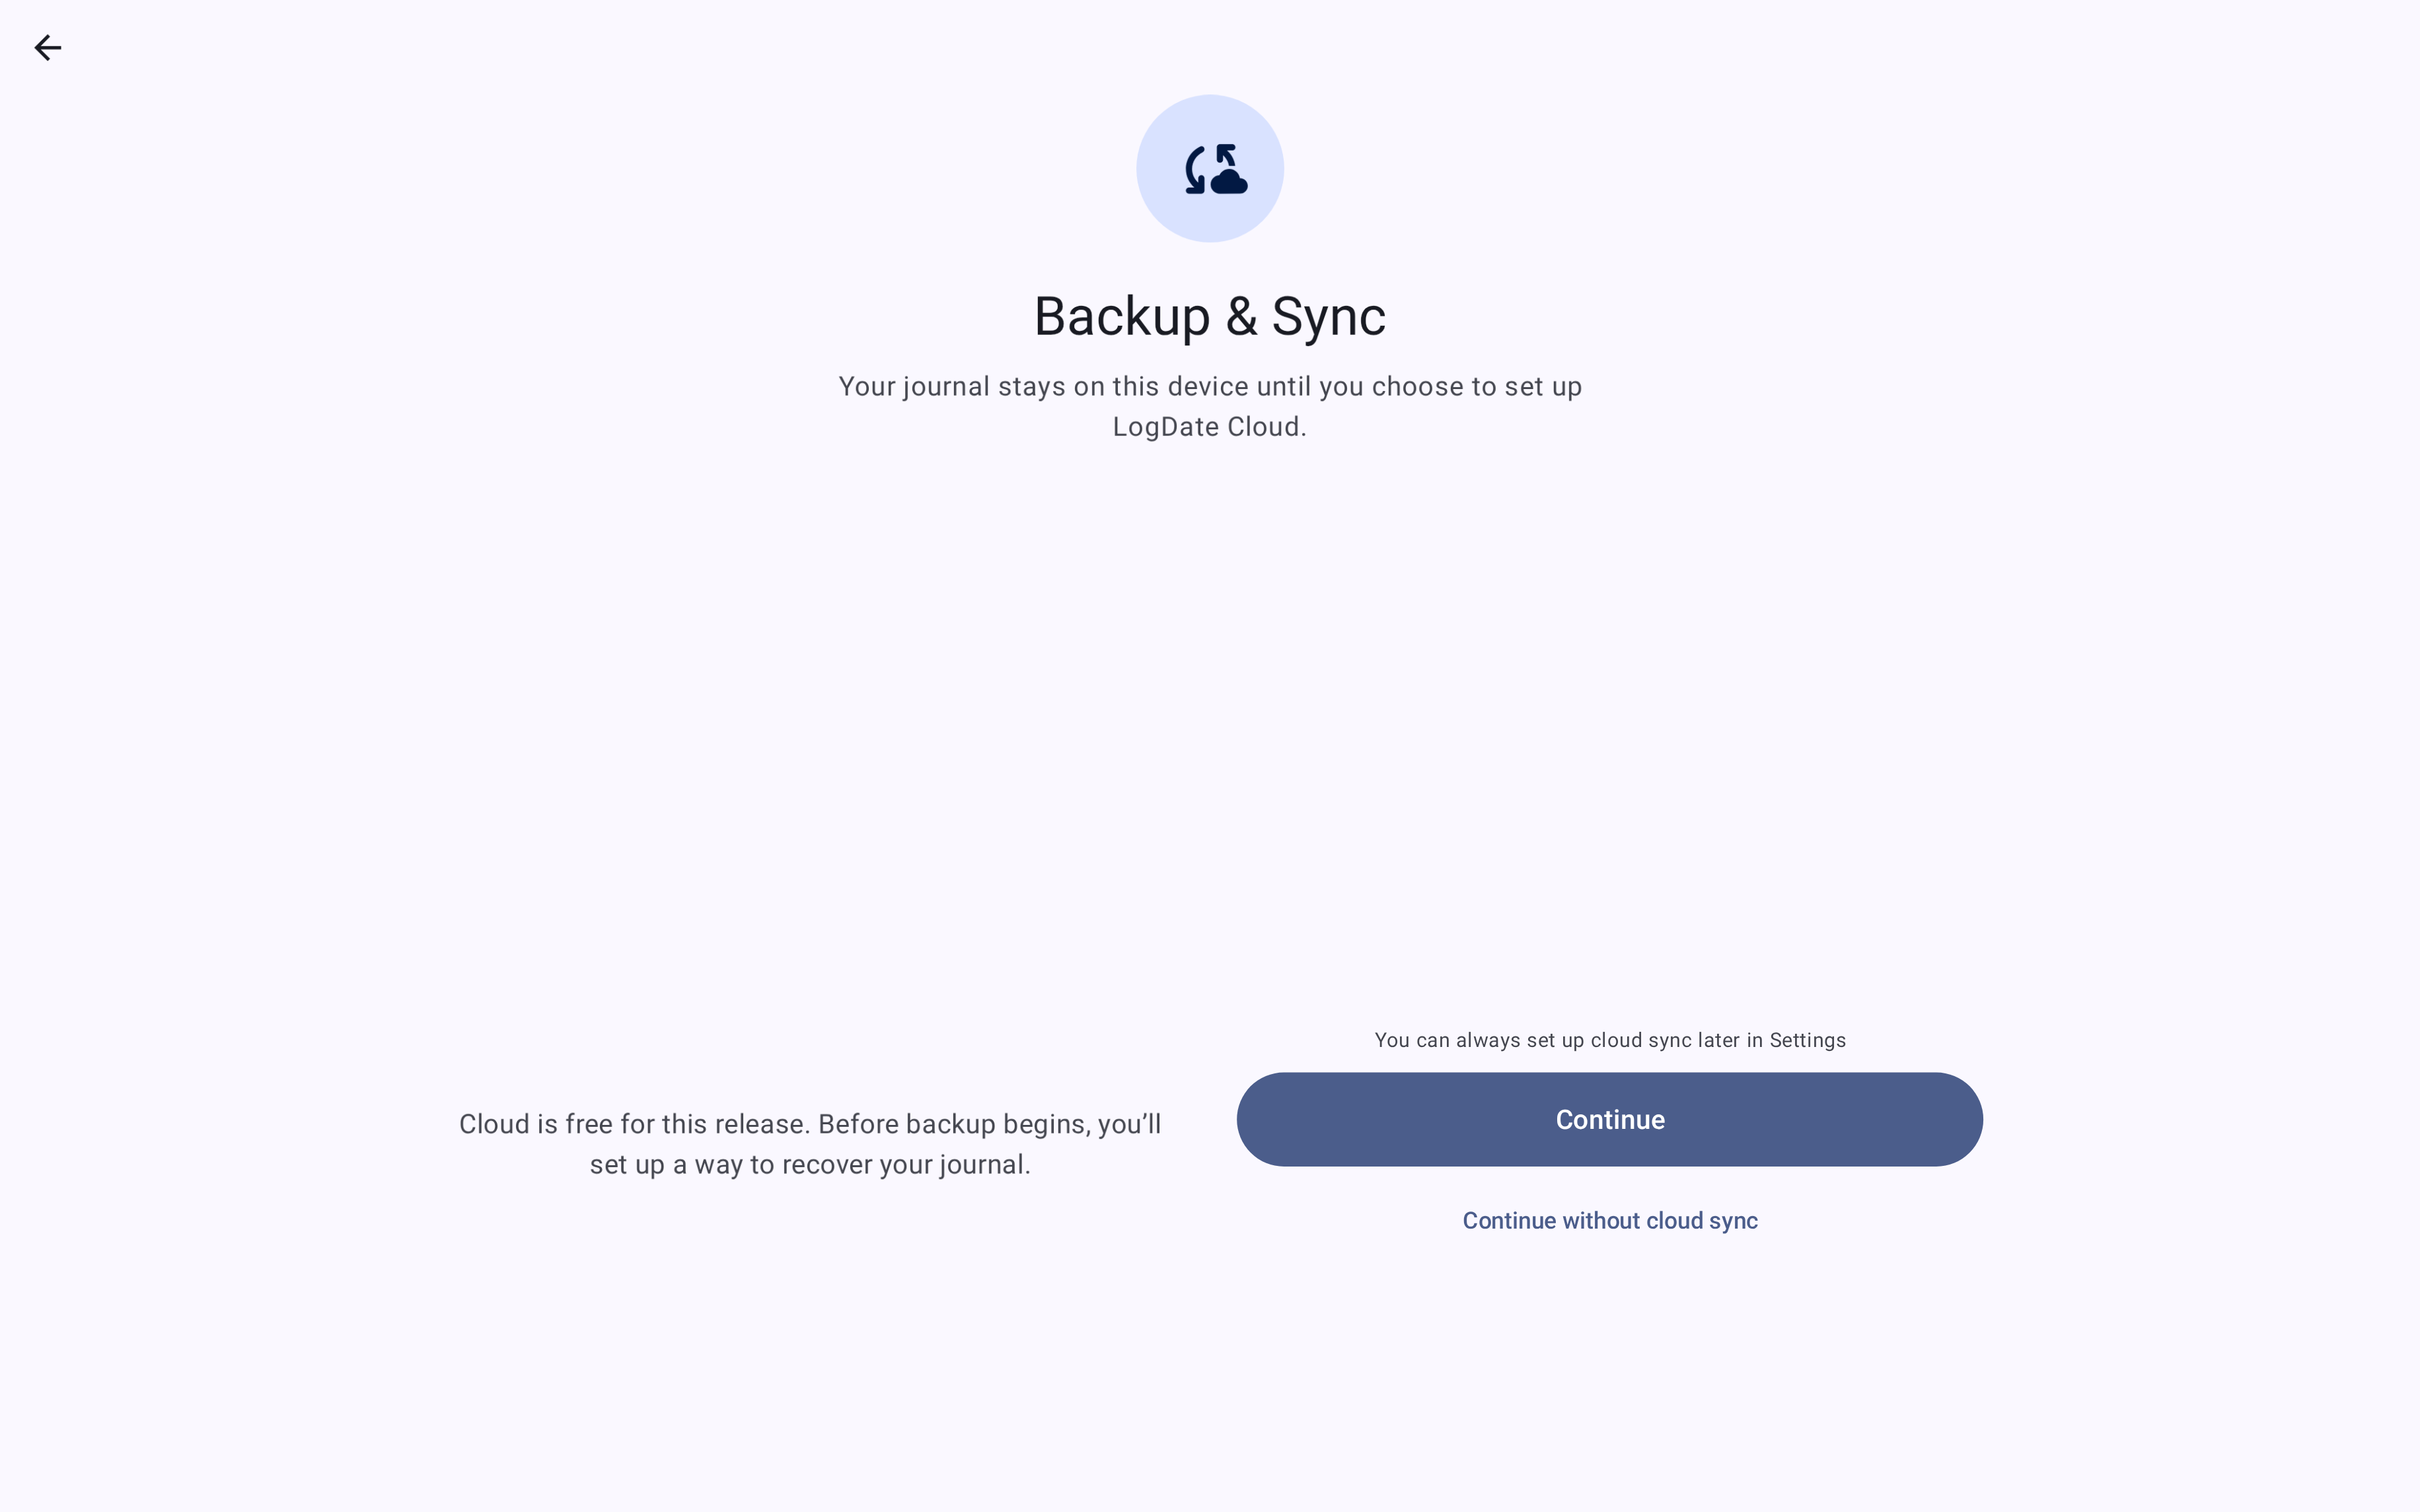 Backup & Sync
Your journal stays on this device until you choose to set up
LogDate Cloud.
Cloud is free for this release. Before backup begins, you’ll
set up a way to recover your journal.
You can always set up cloud sync later in Settings
Continue
Continue without cloud sync